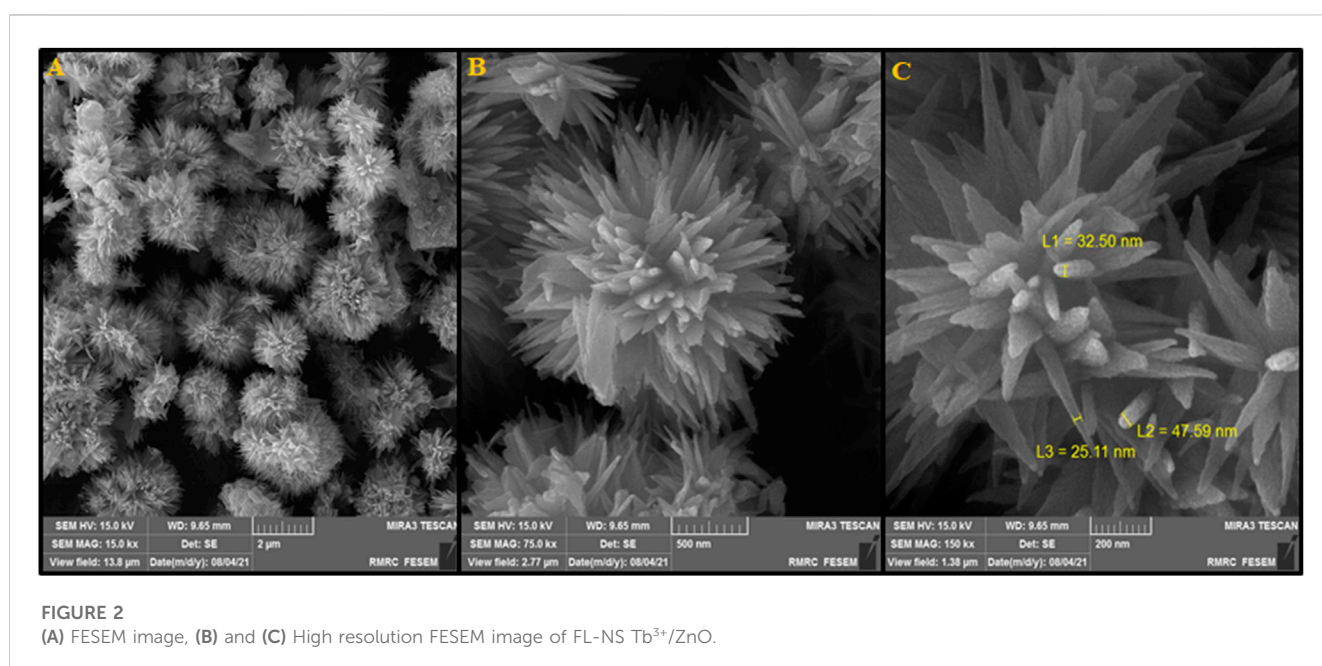 A
B
C
L1 = 32.50 nm
L2 = 47.59 nm
L3 = 25.11 nm
SEM HV: 15.0 kV WD: 9.65 mm MIRA3 TESCAN
SEM MAG: 15.0 kx Det: SE 2 µm
View field: 13.8 µm Date(m/d/y): 08/04/21 RMRC FESEM
SEM HV: 15.0 kV WD: 9.65 mm MIRA3 TESCAN
SEM MAG: 75.0 kx Det: SE 500 nm
View field: 2.77 µm Date(m/d/y): 08/04/21 RMRC FESEM
SEM HV: 15.0 kV WD: 9.65 mm MIRA3 TESCAN
SEM MAG: 150 kx Det: SE 200 nm
View field: 1.38 µm Date(m/d/y): 08/04/21 RMRC FESEM
FIGURE 2
(A) FESEM image, (B) and (C) High resolution FESEM image of FL-NS Tb³⁺/ZnO.